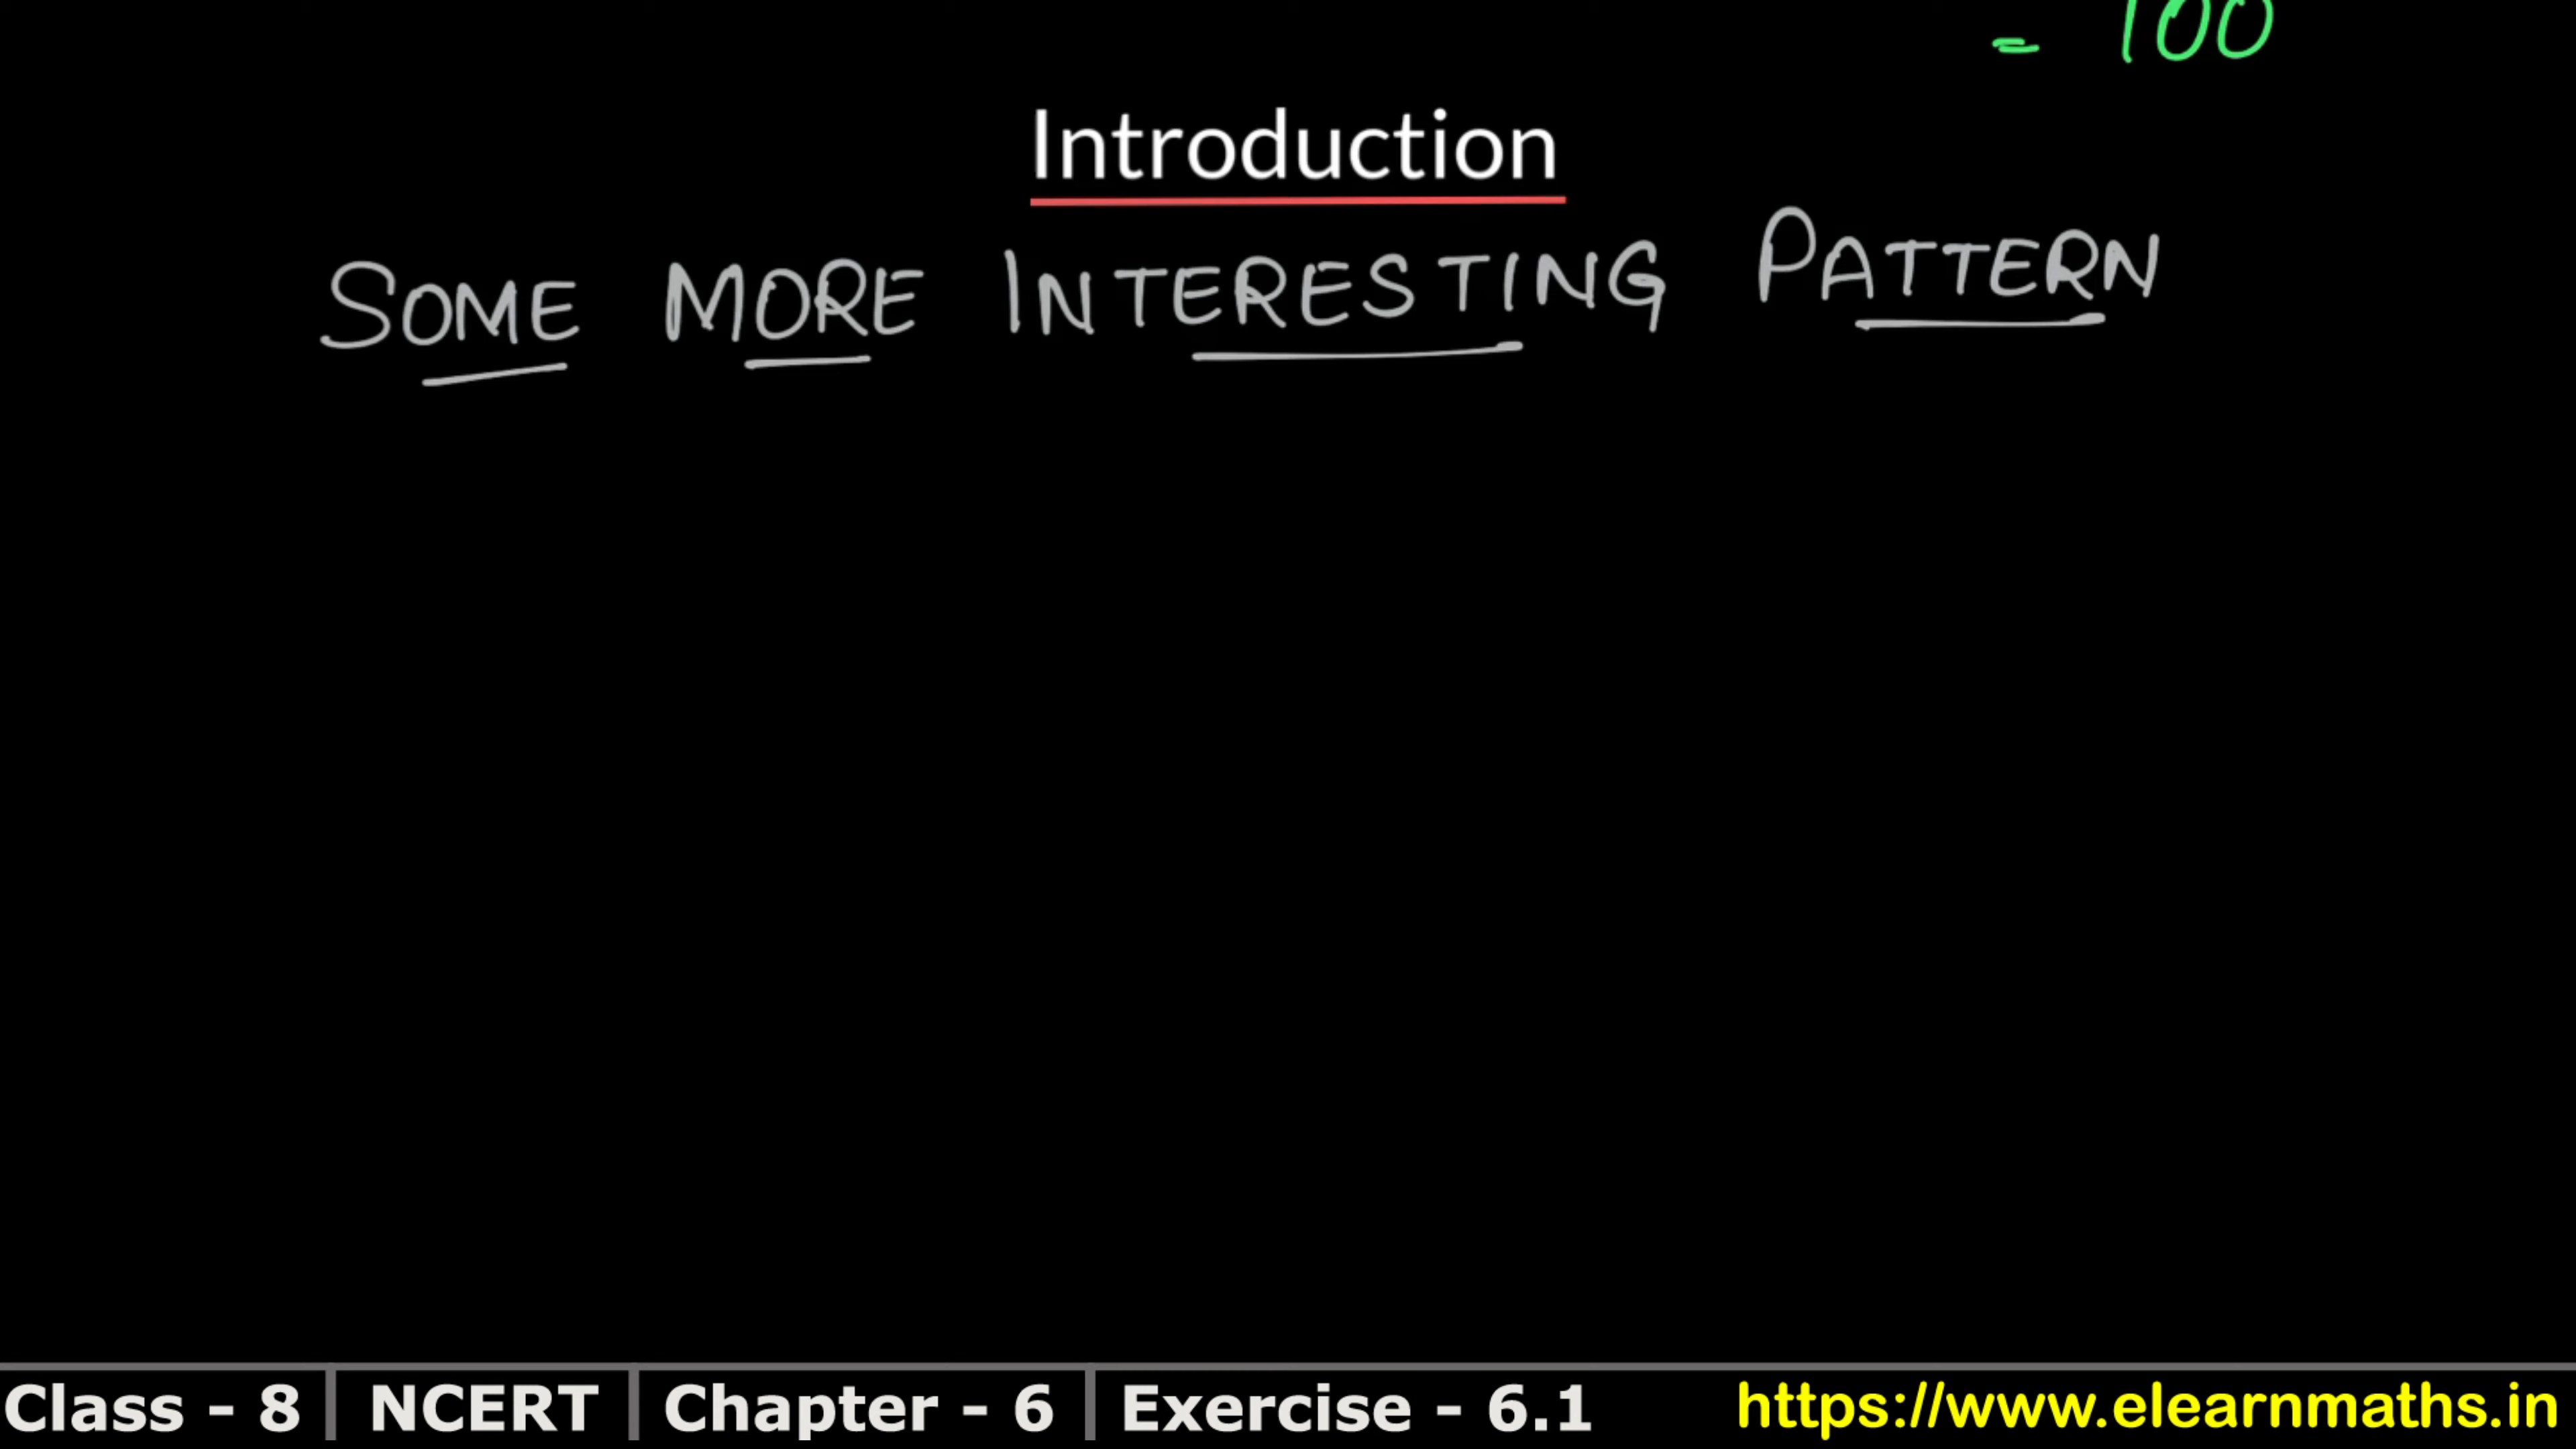 = 100
Introduction
SOME MORE INTERESTING PATTERN
Class - 8 | NCERT | Chapter - 6 | Exercise - 6.1 https://www.elearnmaths.in